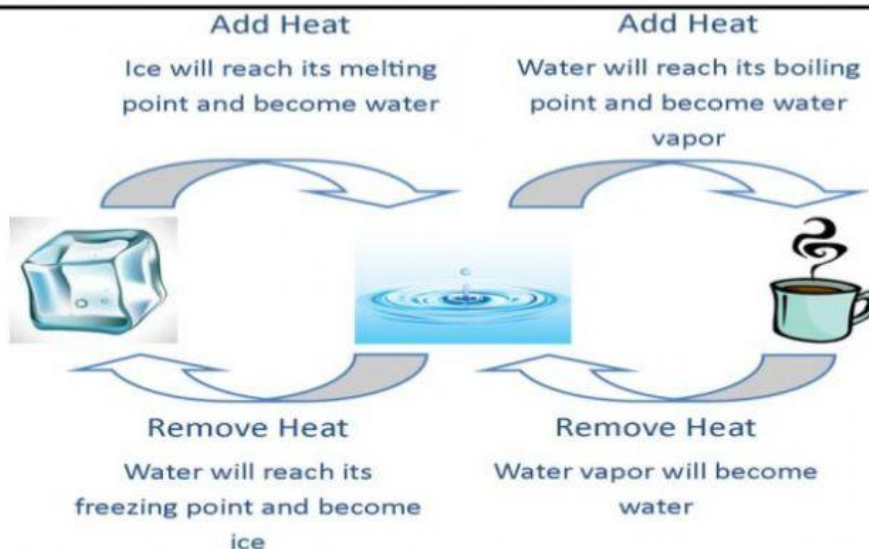 Add Heat
Ice will reach its melting
point and become water
Add Heat
Water will reach its boiling
point and become water
vapor
Remove Heat
Water will reach its
freezing point and become
ice
Remove Heat
Water vapor will become
water